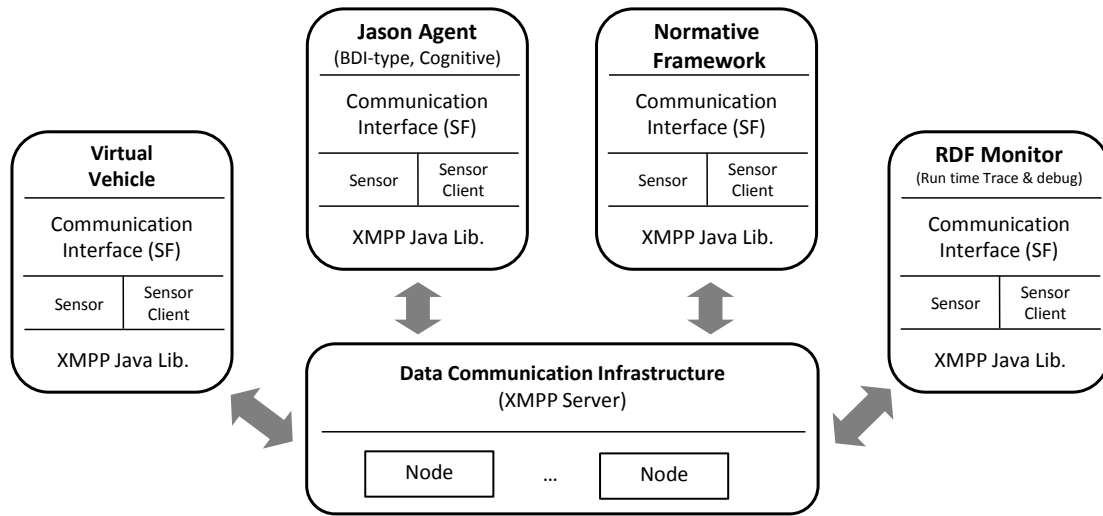 Jason Agent
(BDI-type, Cognitive)
Communication
Interface (SF)
Sensor
Sensor
Client
XMPP Java Lib.
Normative
Framework
Communication
Interface (SF)
Sensor
Sensor
Client
XMPP Java Lib.
Virtual
Vehicle
Communication
Interface (SF)
Sensor
Sensor
Client
XMPP Java Lib.
RDF Monitor
(Run time Trace & debug)
Communication
Interface (SF)
Sensor
Sensor
Client
XMPP Java Lib.
Data Communication Infrastructure
(XMPP Server)
Node
...
Node